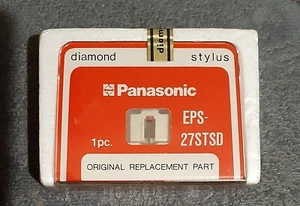 diamond stylus
Panasonic
EPS-
1pc. 27STSD
ORIGINAL REPLACEMENT PART